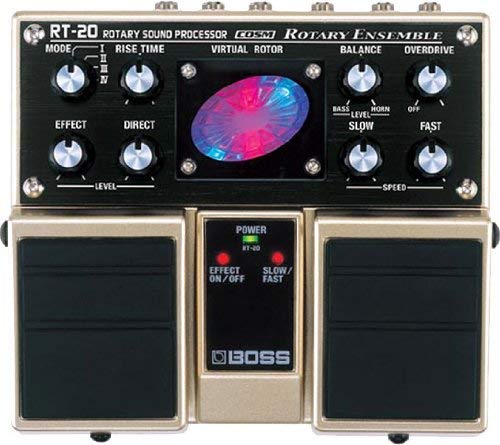 RT-20 ROTARY SOUND PROCESSOR COSM ROTARY ENSEMBLE
MODE I II III IV
RISE TIME
VIRTUAL ROTOR
BALANCE
OVERDRIVE
BASS HORN
LEVEL
OFF
EFFECT
DIRECT
LEVEL
SLOW
FAST
SPEED
POWER
RT-20
EFFECT
ON/OFF
SLOW/
FAST
BOSS